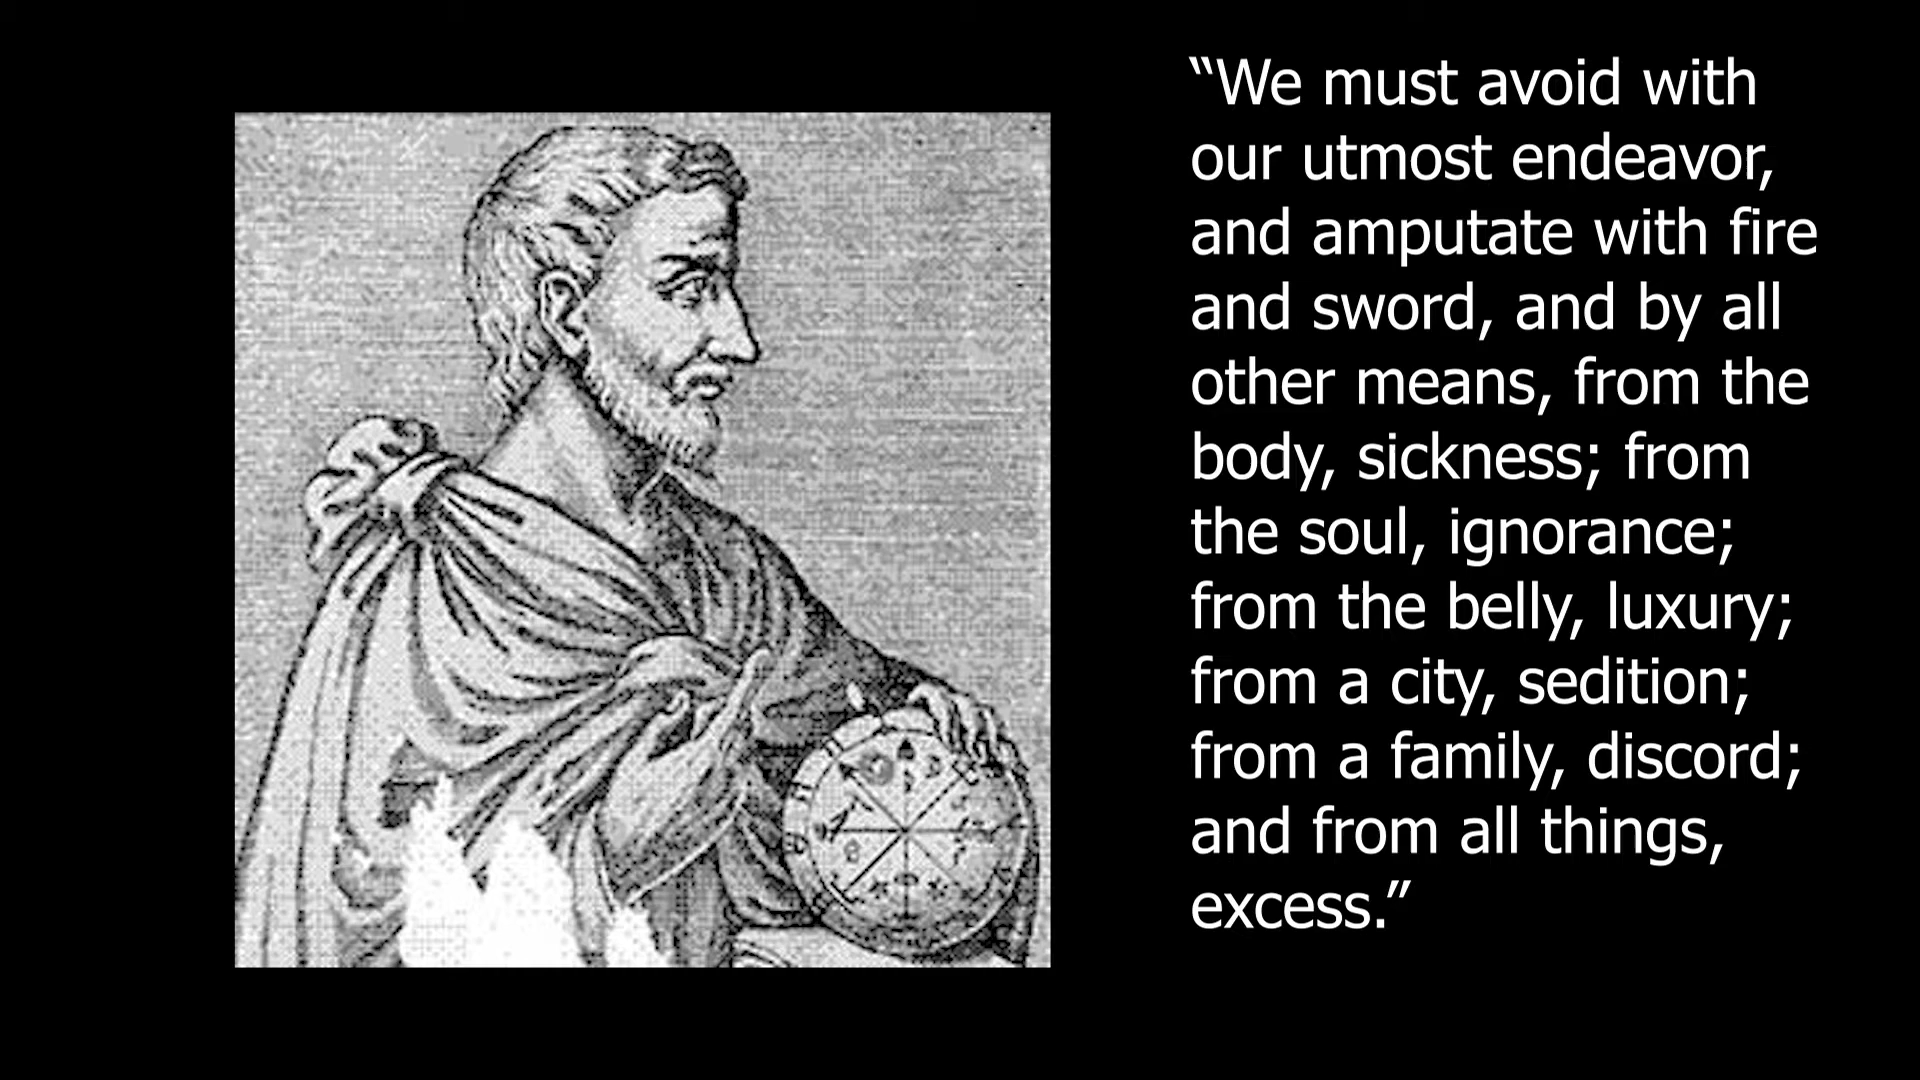 “We must avoid with
our utmost endeavor,
and amputate with fire
and sword, and by all
other means, from the
body, sickness; from
the soul, ignorance;
from the belly, luxury;
from a city, sedition;
from a family, discord;
and from all things,
excess.”